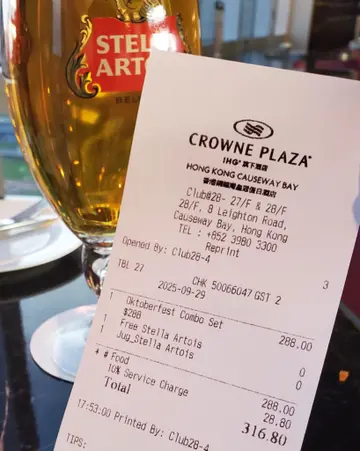 STELLA
ARTOIS
CROWNE PLAZA
IHG® 旗下酒店
HONG KONG CAUSEWAY BAY
香港銅鑼灣皇冠假日酒店
Club@28- 27/F & 28/F
28/F, 8 Leighton Road,
Causeway Bay, Hong Kong
TEL : +852 3980 3300
Reprint
Opened By: Club28-4
TBL 27 CHK 50066047 GST 2 3
2025-09-29
1 Oktoberfest Combo Set 288.00
$288
1 Free Stella Artois 0
1 Jug_Stella Artois 0
# # Food 288.00
10% Service Charge 28.80
Total 316.80
17:53:00 Printed By: Club28-4
TIPS: